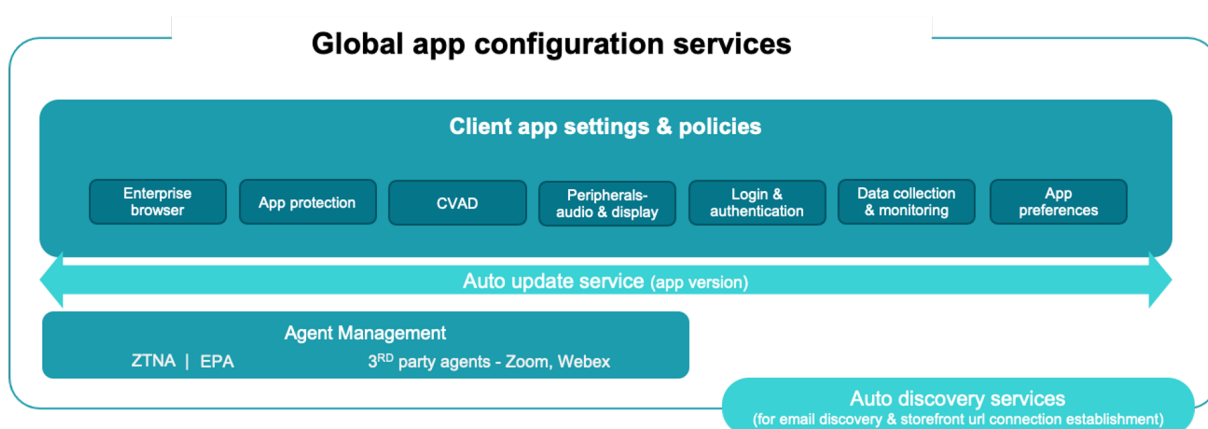 Global app configuration services
Client app settings & policies
Enterprise
browser
App protection
CVAD
Peripherals-
audio & display
Login &
authentication
Data collection
& monitoring
App
preferences
Auto update service (app version)
Agent Management
ZTNA | EPA
3RD party agents - Zoom, Webex
Auto discovery services
(for email discovery & storefront url connection establishment)